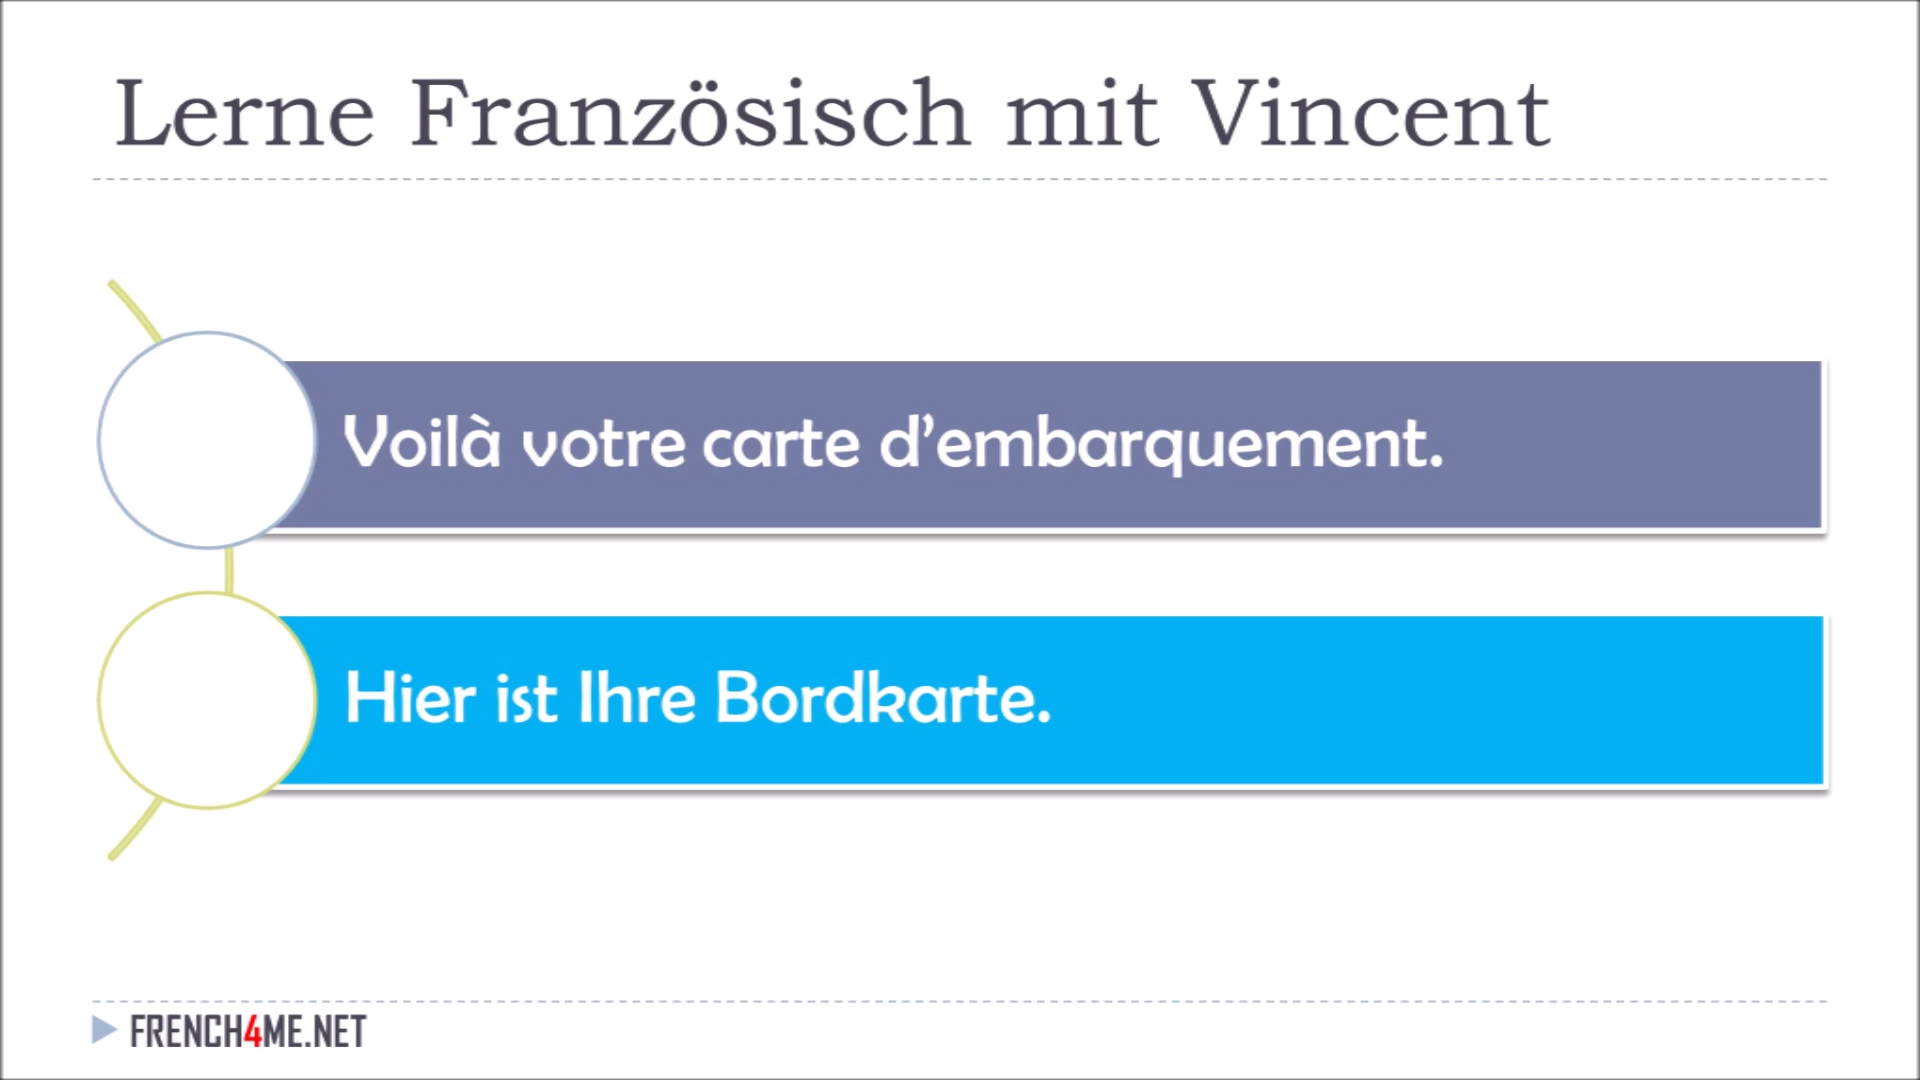 Lerne Französisch mit Vincent
Voilà votre carte d’embarquement.
Hier ist Ihre Bordkarte.
FRENCH4ME.NET